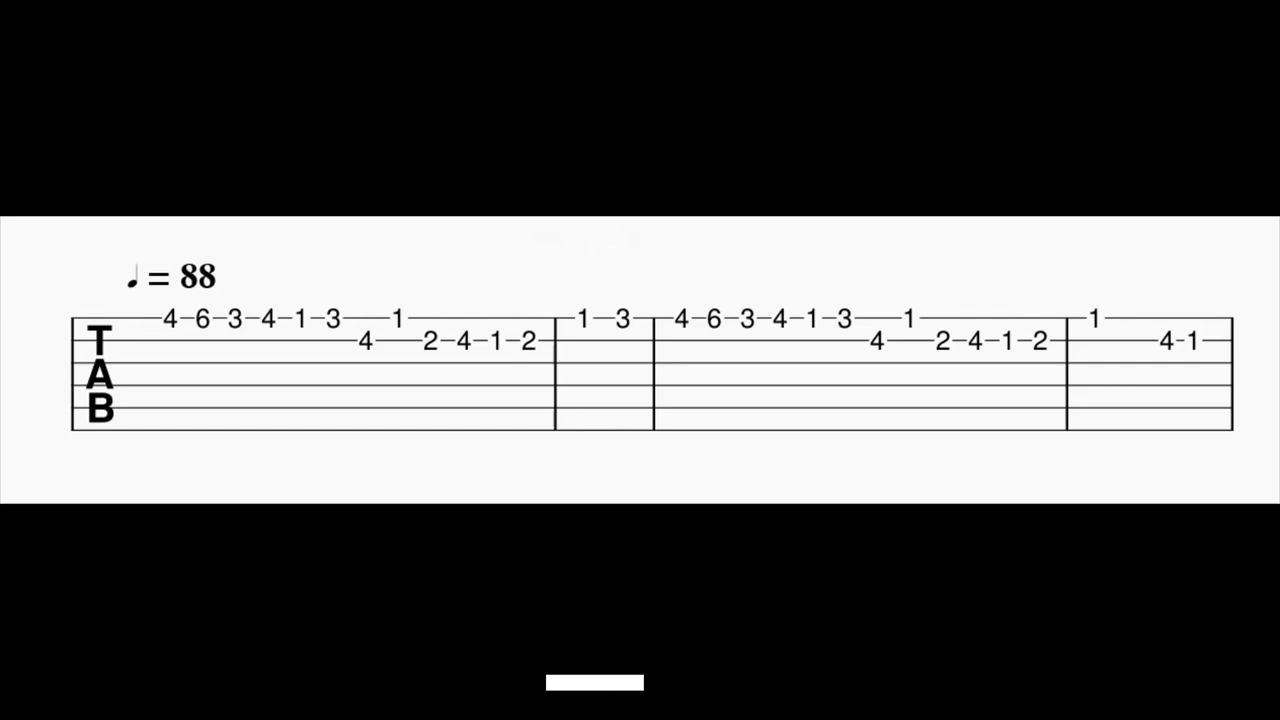 ♩ = 88
4 6 3 4 1 3 1 1 3 4 6 3 4 1 3 1 1
T 4 2 4 1 2 4 2 4 1 2 4 1
A
B